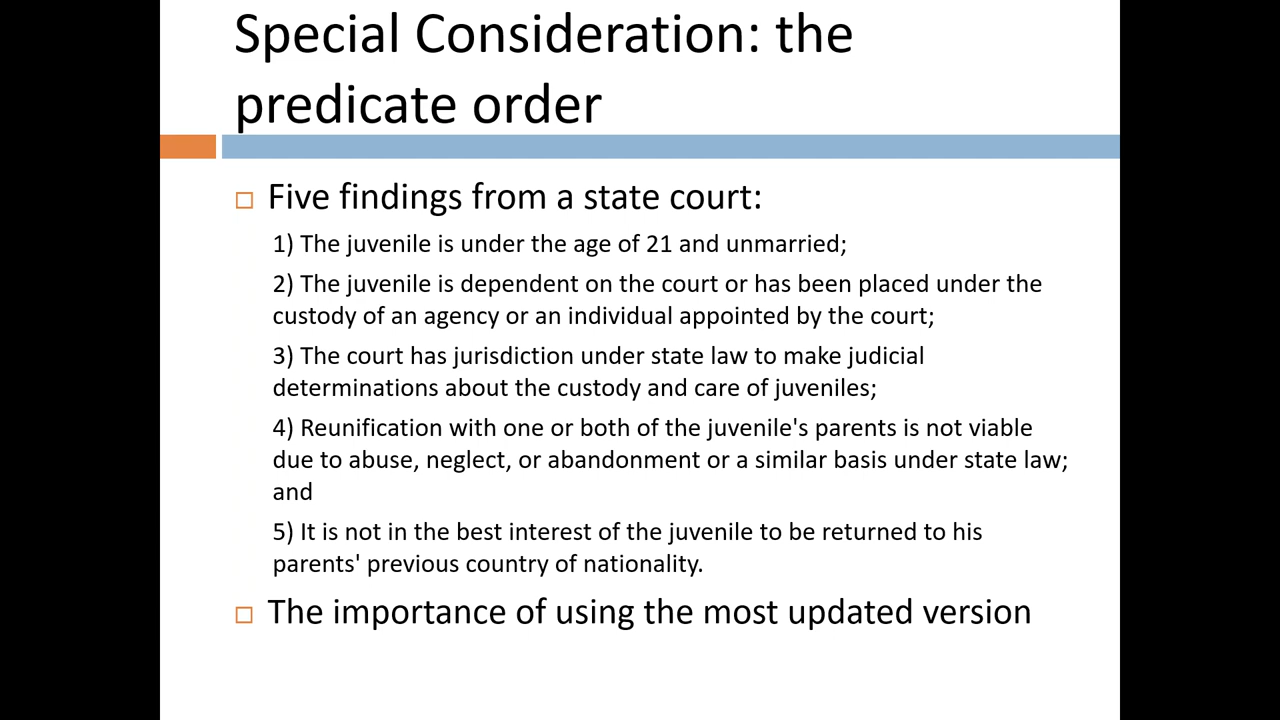 Special Consideration: the
predicate order
Five findings from a state court:
1) The juvenile is under the age of 21 and unmarried;
2) The juvenile is dependent on the court or has been placed under the
custody of an agency or an individual appointed by the court;
3) The court has jurisdiction under state law to make judicial
determinations about the custody and care of juveniles;
4) Reunification with one or both of the juvenile's parents is not viable
due to abuse, neglect, or abandonment or a similar basis under state law;
and
5) It is not in the best interest of the juvenile to be returned to his
parents' previous country of nationality.
The importance of using the most updated version